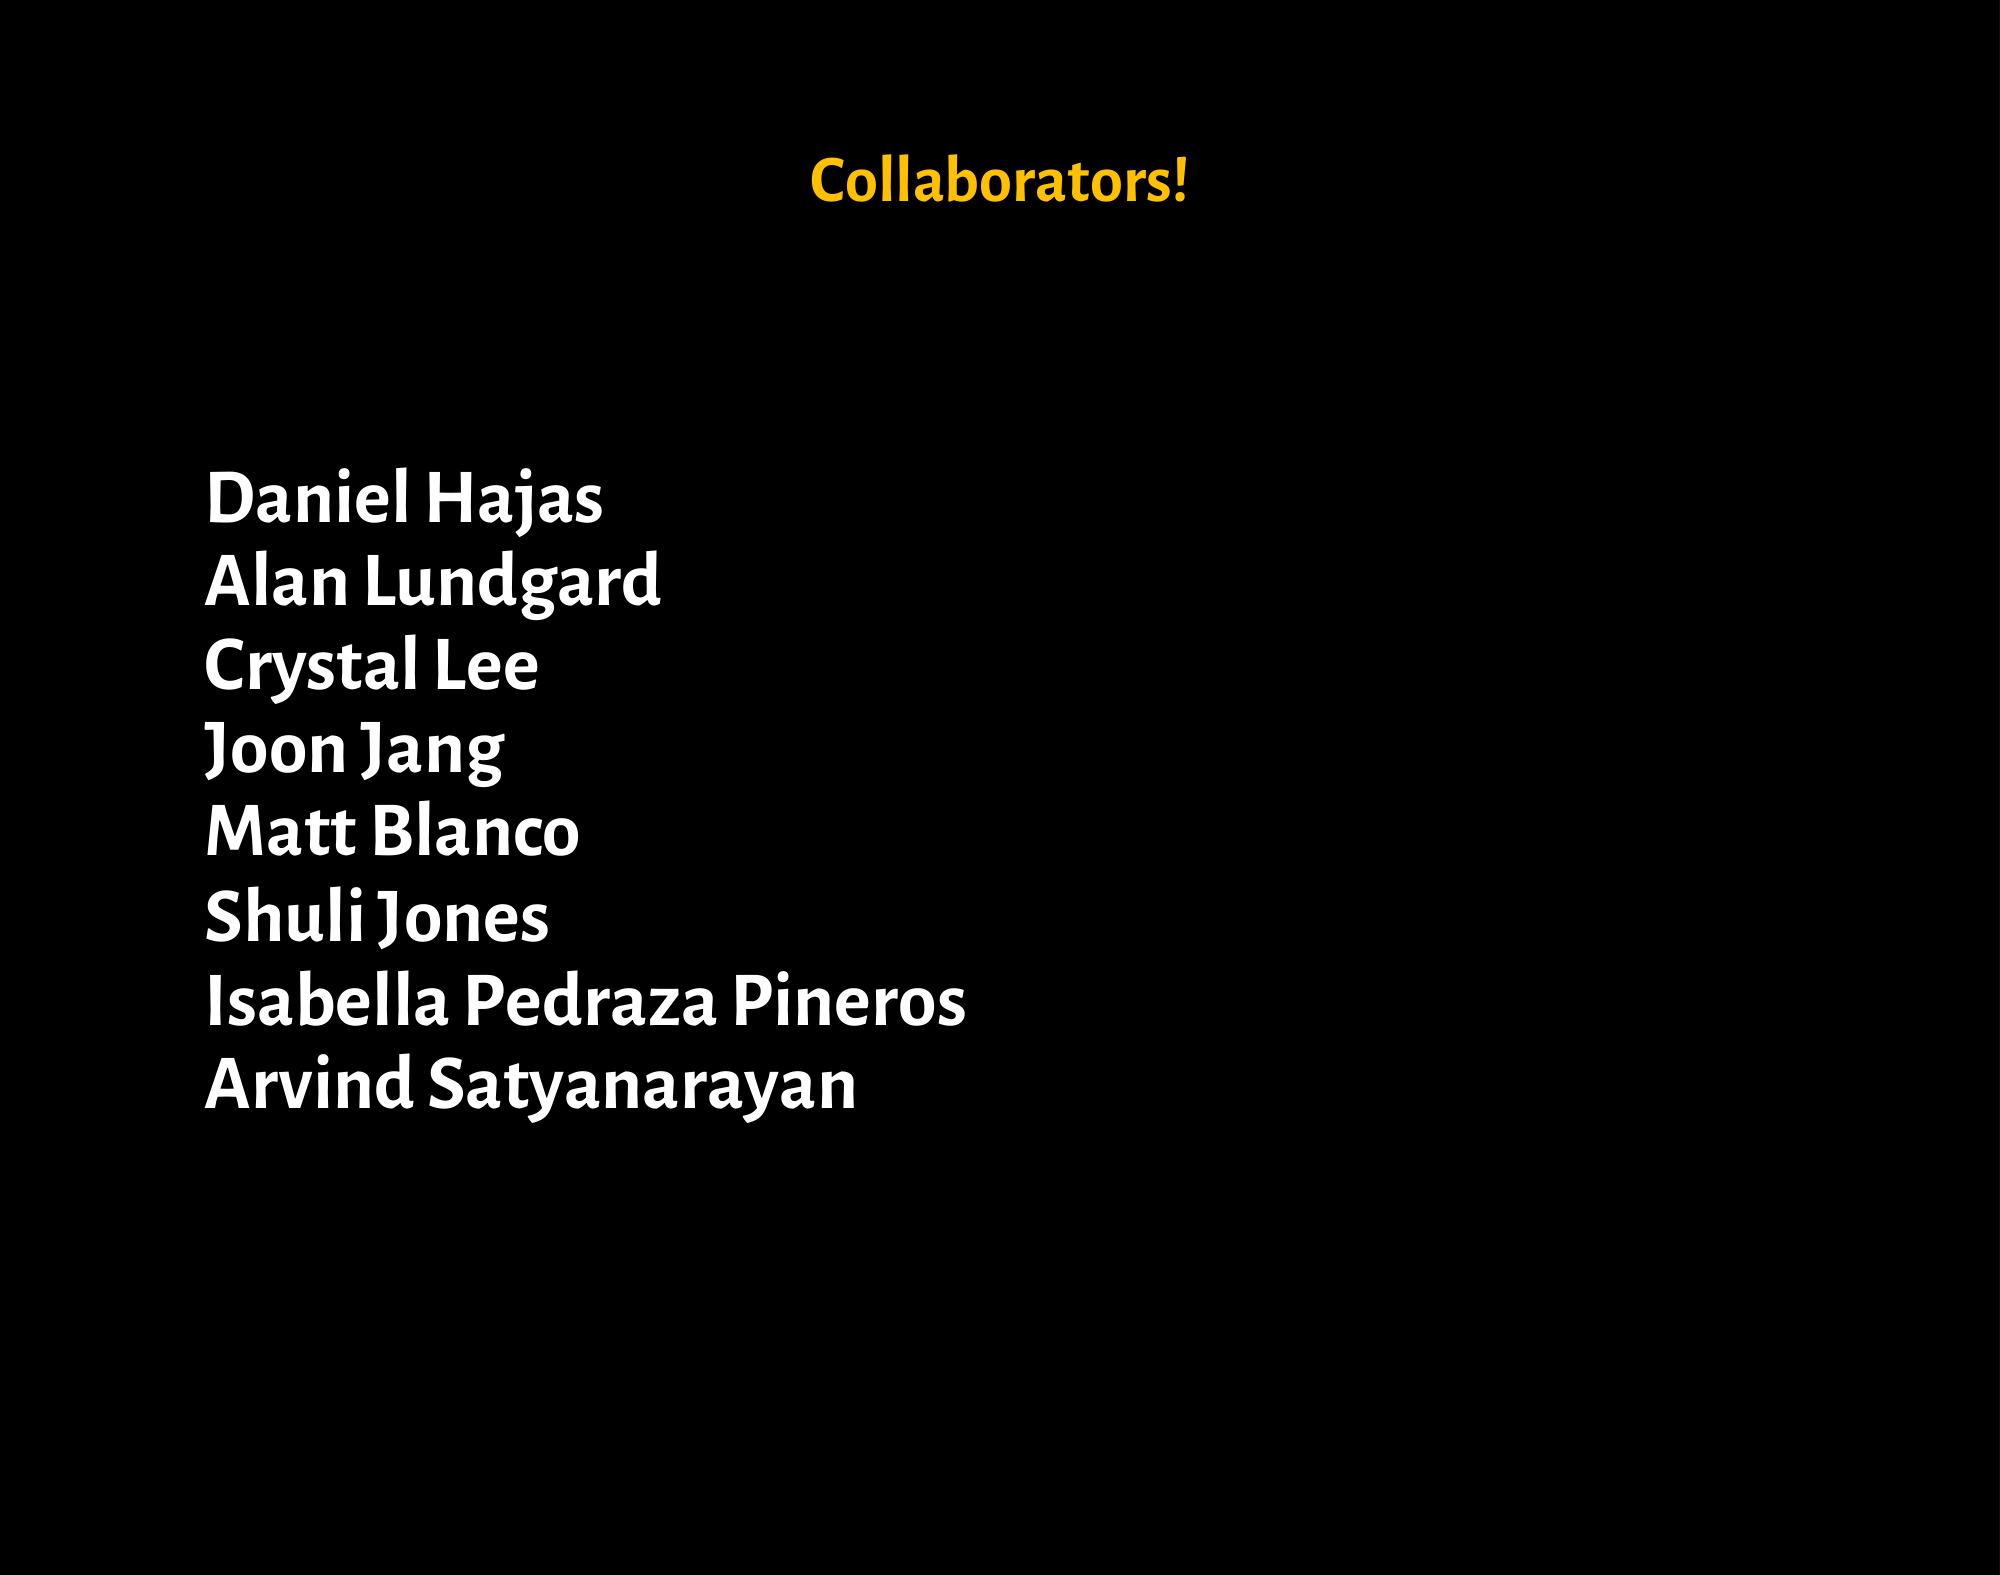 Collaborators!
Daniel Hajas
Alan Lundgard
Crystal Lee
Joon Jang
Matt Blanco
Shuli Jones
Isabella Pedraza Pineros
Arvind Satyanarayan